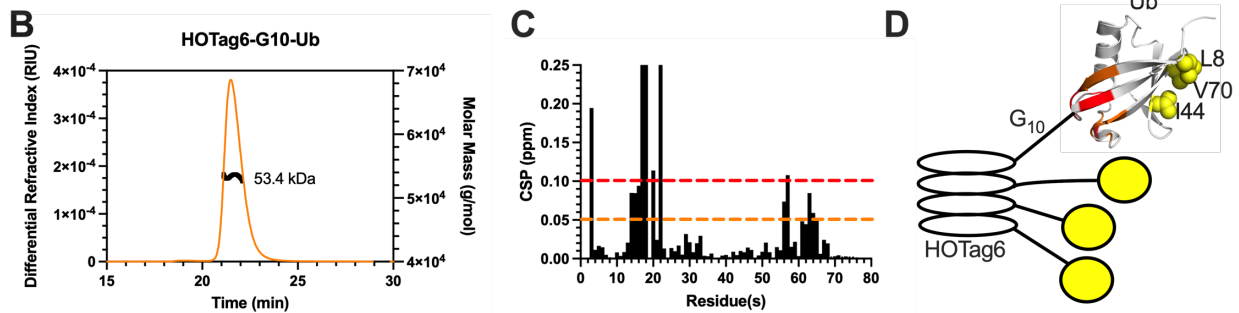 B
HOTag6-G10-Ub
Differential Refractive Index (RIU)
4×10⁻⁴
3×10⁻⁴
2×10⁻⁴
1×10⁻⁴
0
7×10⁴
6×10⁴
5×10⁴
4×10⁴
Molar Mass (g/mol)
53.4 kDa
15 20 25 30
Time (min)
C
CSP (ppm)
0.25
0.20
0.15
0.10
0.05
0.00
0 10 20 30 40 50 60 70 80
Residue(s)
D
Ub
L8
V70
I44
G₁₀
HOTag6